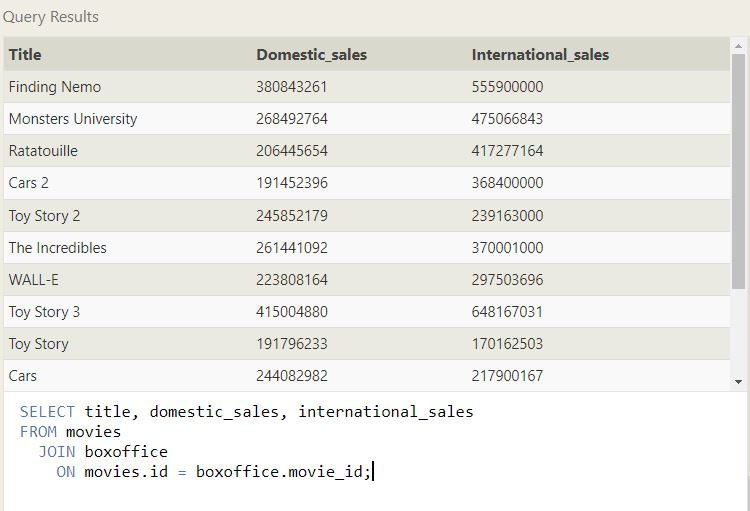 Query Results
Title Domestic_sales International_sales
Finding Nemo 380843261 555900000
Monsters University 268492764 475066843
Ratatouille 206445654 417277164
Cars 2 191452396 368400000
Toy Story 2 245852179 239163000
The Incredibles 261441092 370001000
WALL-E 223808164 297503696
Toy Story 3 415004880 648167031
Toy Story 191796233 170162503
Cars 244082982 217900167
SELECT title, domestic_sales, international_sales
FROM movies
  JOIN boxoffice
    ON movies.id = boxoffice.movie_id;